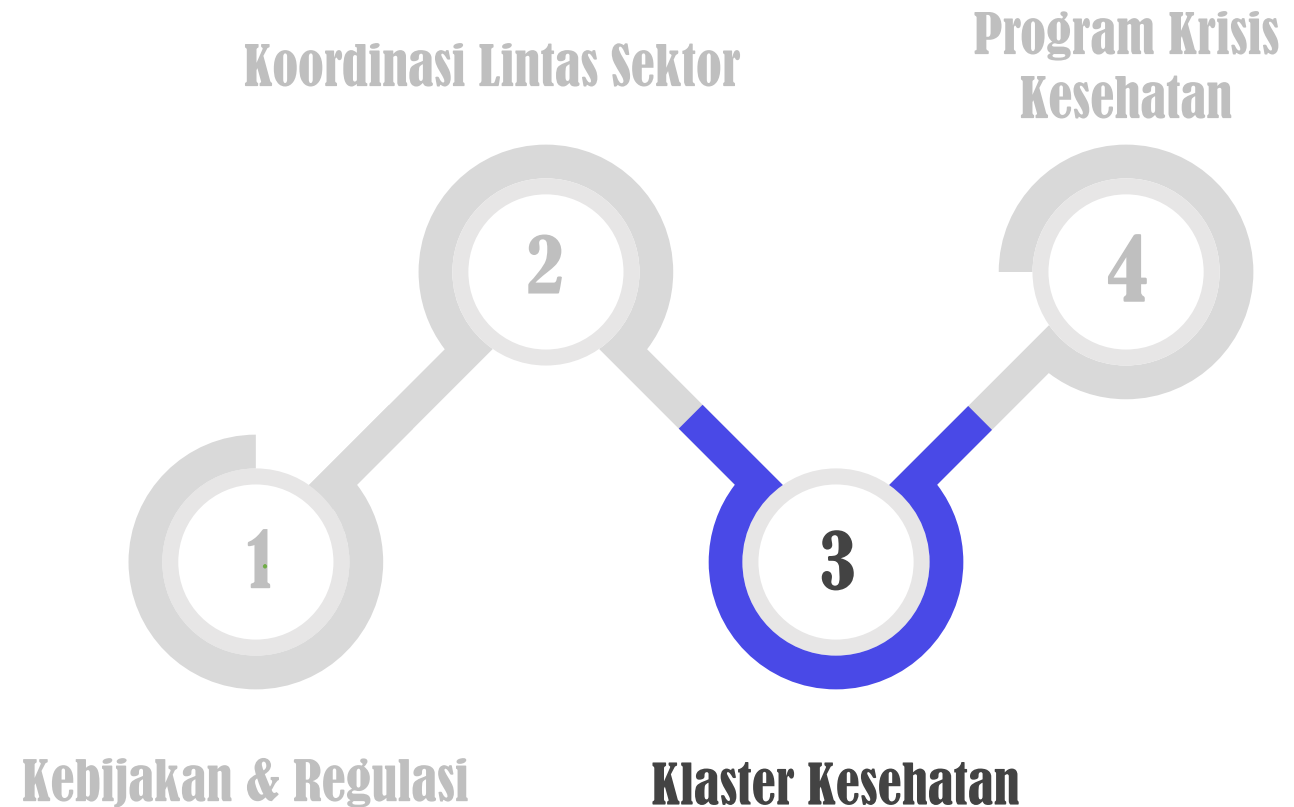 Koordinasi Lintas Sektor
Program Krisis
Kesehatan
2
4
1
3
Kebijakan & Regulasi
Klaster Kesehatan